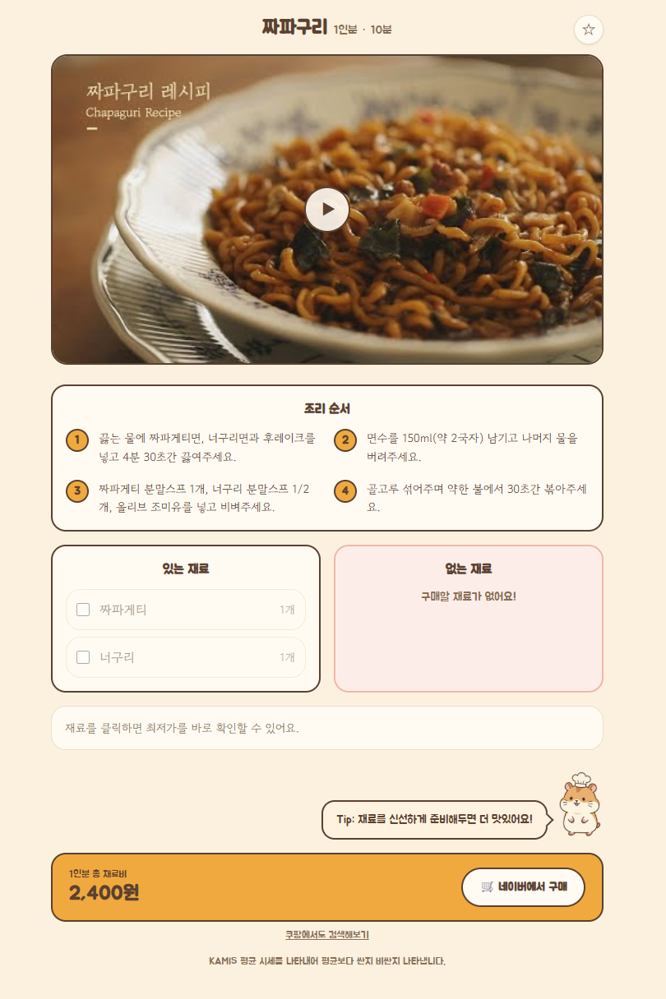 짜파구리 1인분 · 10분
짜파구리 레시피
Chapaguri Recipe
조리 순서
1 끓는 물에 짜파게티면, 너구리면과 후레이크를
넣고 4분 30초간 끓여주세요.
2 면수를 150ml(약 2국자) 남기고 나머지 물을
버려주세요.
3 짜파게티 분말스프 1개, 너구리 분말스프 1/2
개, 올리브 조미유를 넣고 비벼주세요.
4 골고루 섞어주며 약한 불에서 30초간 볶아주세
요.
있는 재료
짜파게티 1개
너구리 1개
없는 재료
구매할 재료가 없어요!
재료를 클릭하면 최저가를 바로 확인할 수 있어요.
Tip: 재료를 신선하게 준비해두면 더 맛있어요!
1인분 총 재료비
2,400원
네이버에서 구매
쿠팡에서도 검색해보기
KAMIS 평균 시세를 나타내어 평균보다 싼지 비싼지 나타냅니다.